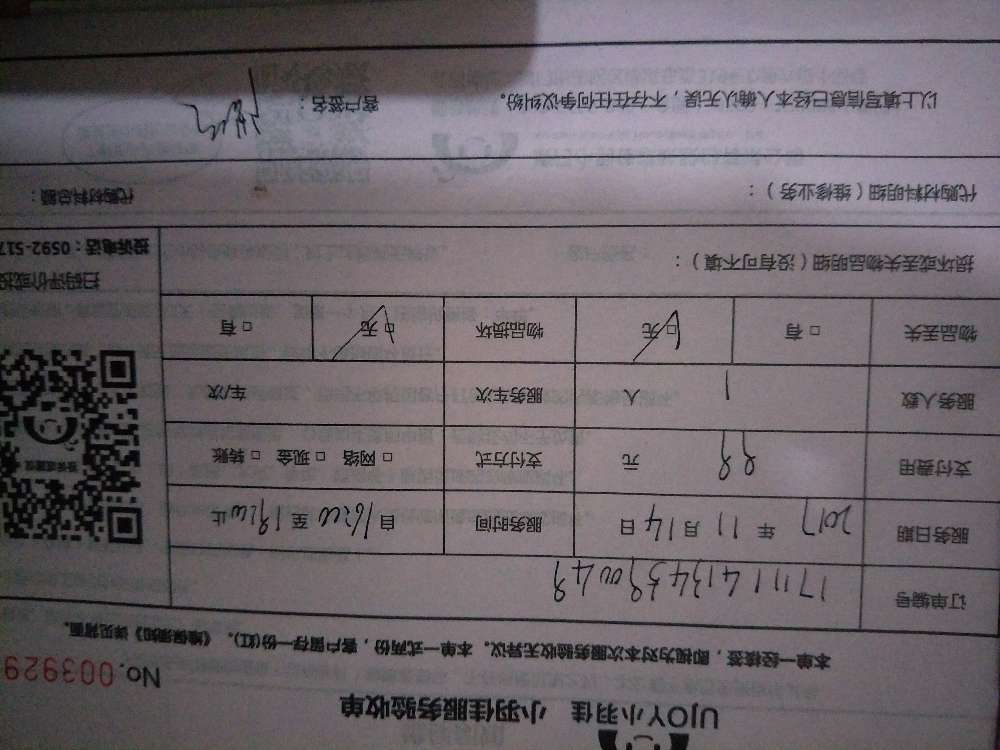 UJOY小羽佳 小羽佳服务验收单
No.003929
本单一经核签，即视为对本次服务验收无异议。本单一式两份，客户留存一份(红)。《维保须知》详见背面。
订单编号
服务日期 2017 年 11 月 14 日 服务时间 自 16:00 至 19:00 止
支付费用 99 元 支付方式 □ 网络 □ 现金 □ 转账
服务人数 1 人 服务车次 车/次
物品丢失 □ 有 □ 无 物品损坏 □ 无 □ 有
扫码评价或投
投诉电话：0592-517
损坏或丢失物品明细（没有可不填）：
代购材料明细（维修业务）： 代购材料总额：
以上填写信息已经本人确认无误，不存在任何争议纠纷。 客户签名：